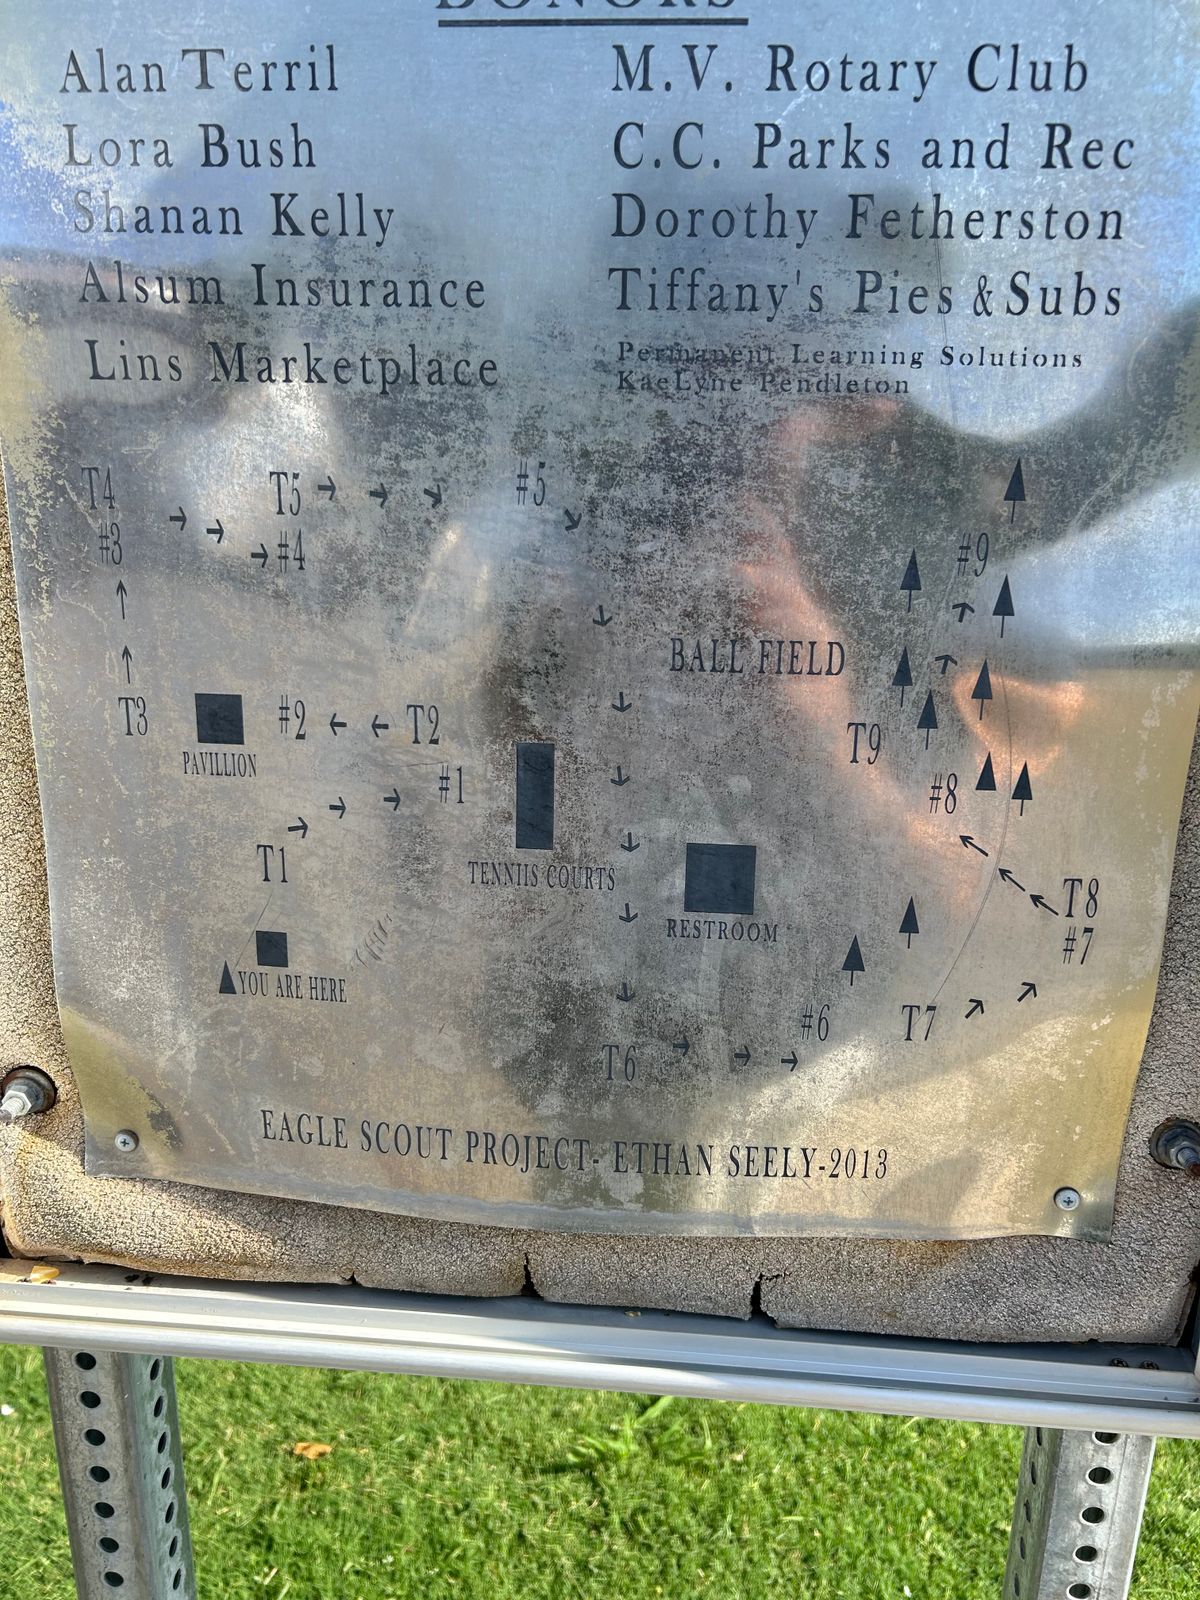 DONORS
Alan Terril
Lora Bush
Shanan Kelly
Alsum Insurance
Lins Marketplace
M.V. Rotary Club
C.C. Parks and Rec
Dorothy Fetherston
Tiffany's Pies & Subs
Permanent Learning Solutions
KaeLyne Pendleton
T4
#3
T5
#4
#5
#9
BALL FIELD
T3
PAVILLION
#2
T2
#1
T9
#8
T1
TENNIIS COURTS
RESTROOM
T8
#7
YOU ARE HERE
T6
#6
T7
EAGLE SCOUT PROJECT- ETHAN SEELY-2013